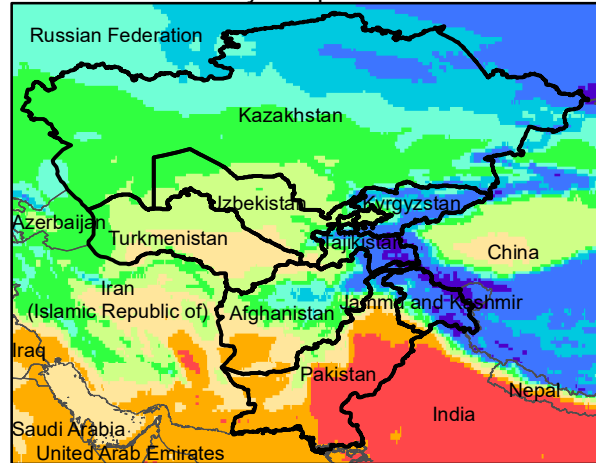 Russian Federation
Kazakhstan
Uzbekistan
Kyrgyzstan
Azerbaijan
Turkmenistan
Tajikistan
China
Iran
(Islamic Republic of)
Afghanistan
Jammu and Kashmir
Iraq
Pakistan
Nepal
India
Saudi Arabia
United Arab Emirates